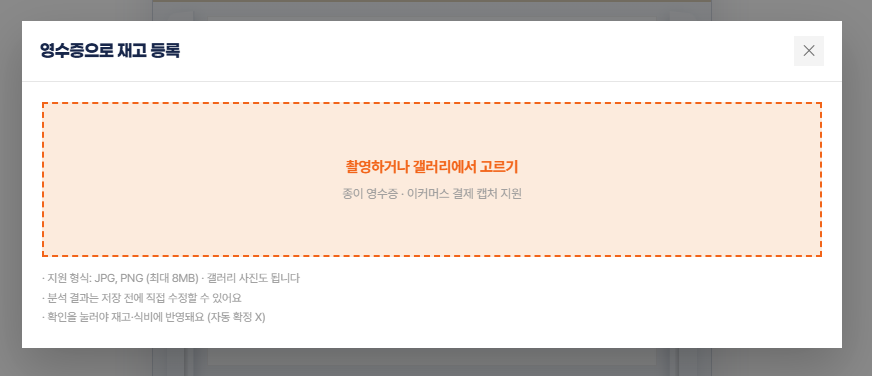 영수증으로 재고 등록
촬영하거나 갤러리에서 고르기
종이 영수증 · 이커머스 결제 캡처 지원
· 지원 형식: JPG, PNG (최대 8MB) · 갤러리 사진도 됩니다
· 분석 결과는 저장 전에 직접 수정할 수 있어요
· 확인을 눌러야 재고·식비에 반영돼요 (자동 확정 X)